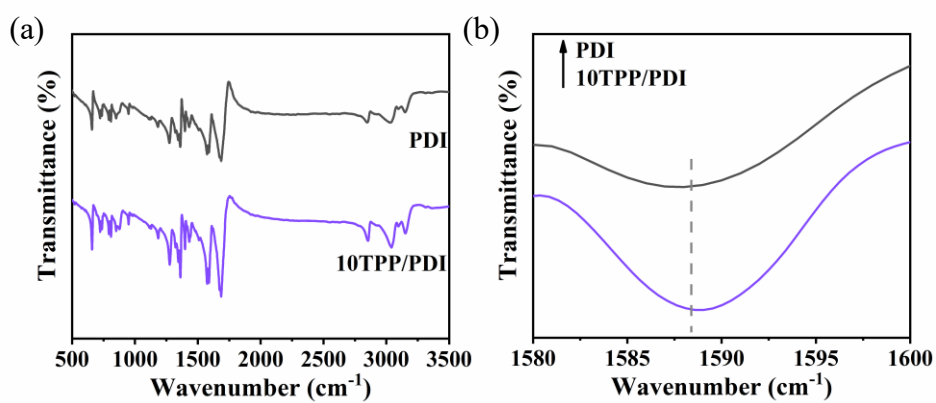 (a)
Transmittance (%)
PDI
10TPP/PDI
500 1000 1500 2000 2500 3000 3500
Wavenumber (cm⁻¹)
(b)
Transmittance (%)
PDI
10TPP/PDI
1580 1585 1590 1595 1600
Wavenumber (cm⁻¹)